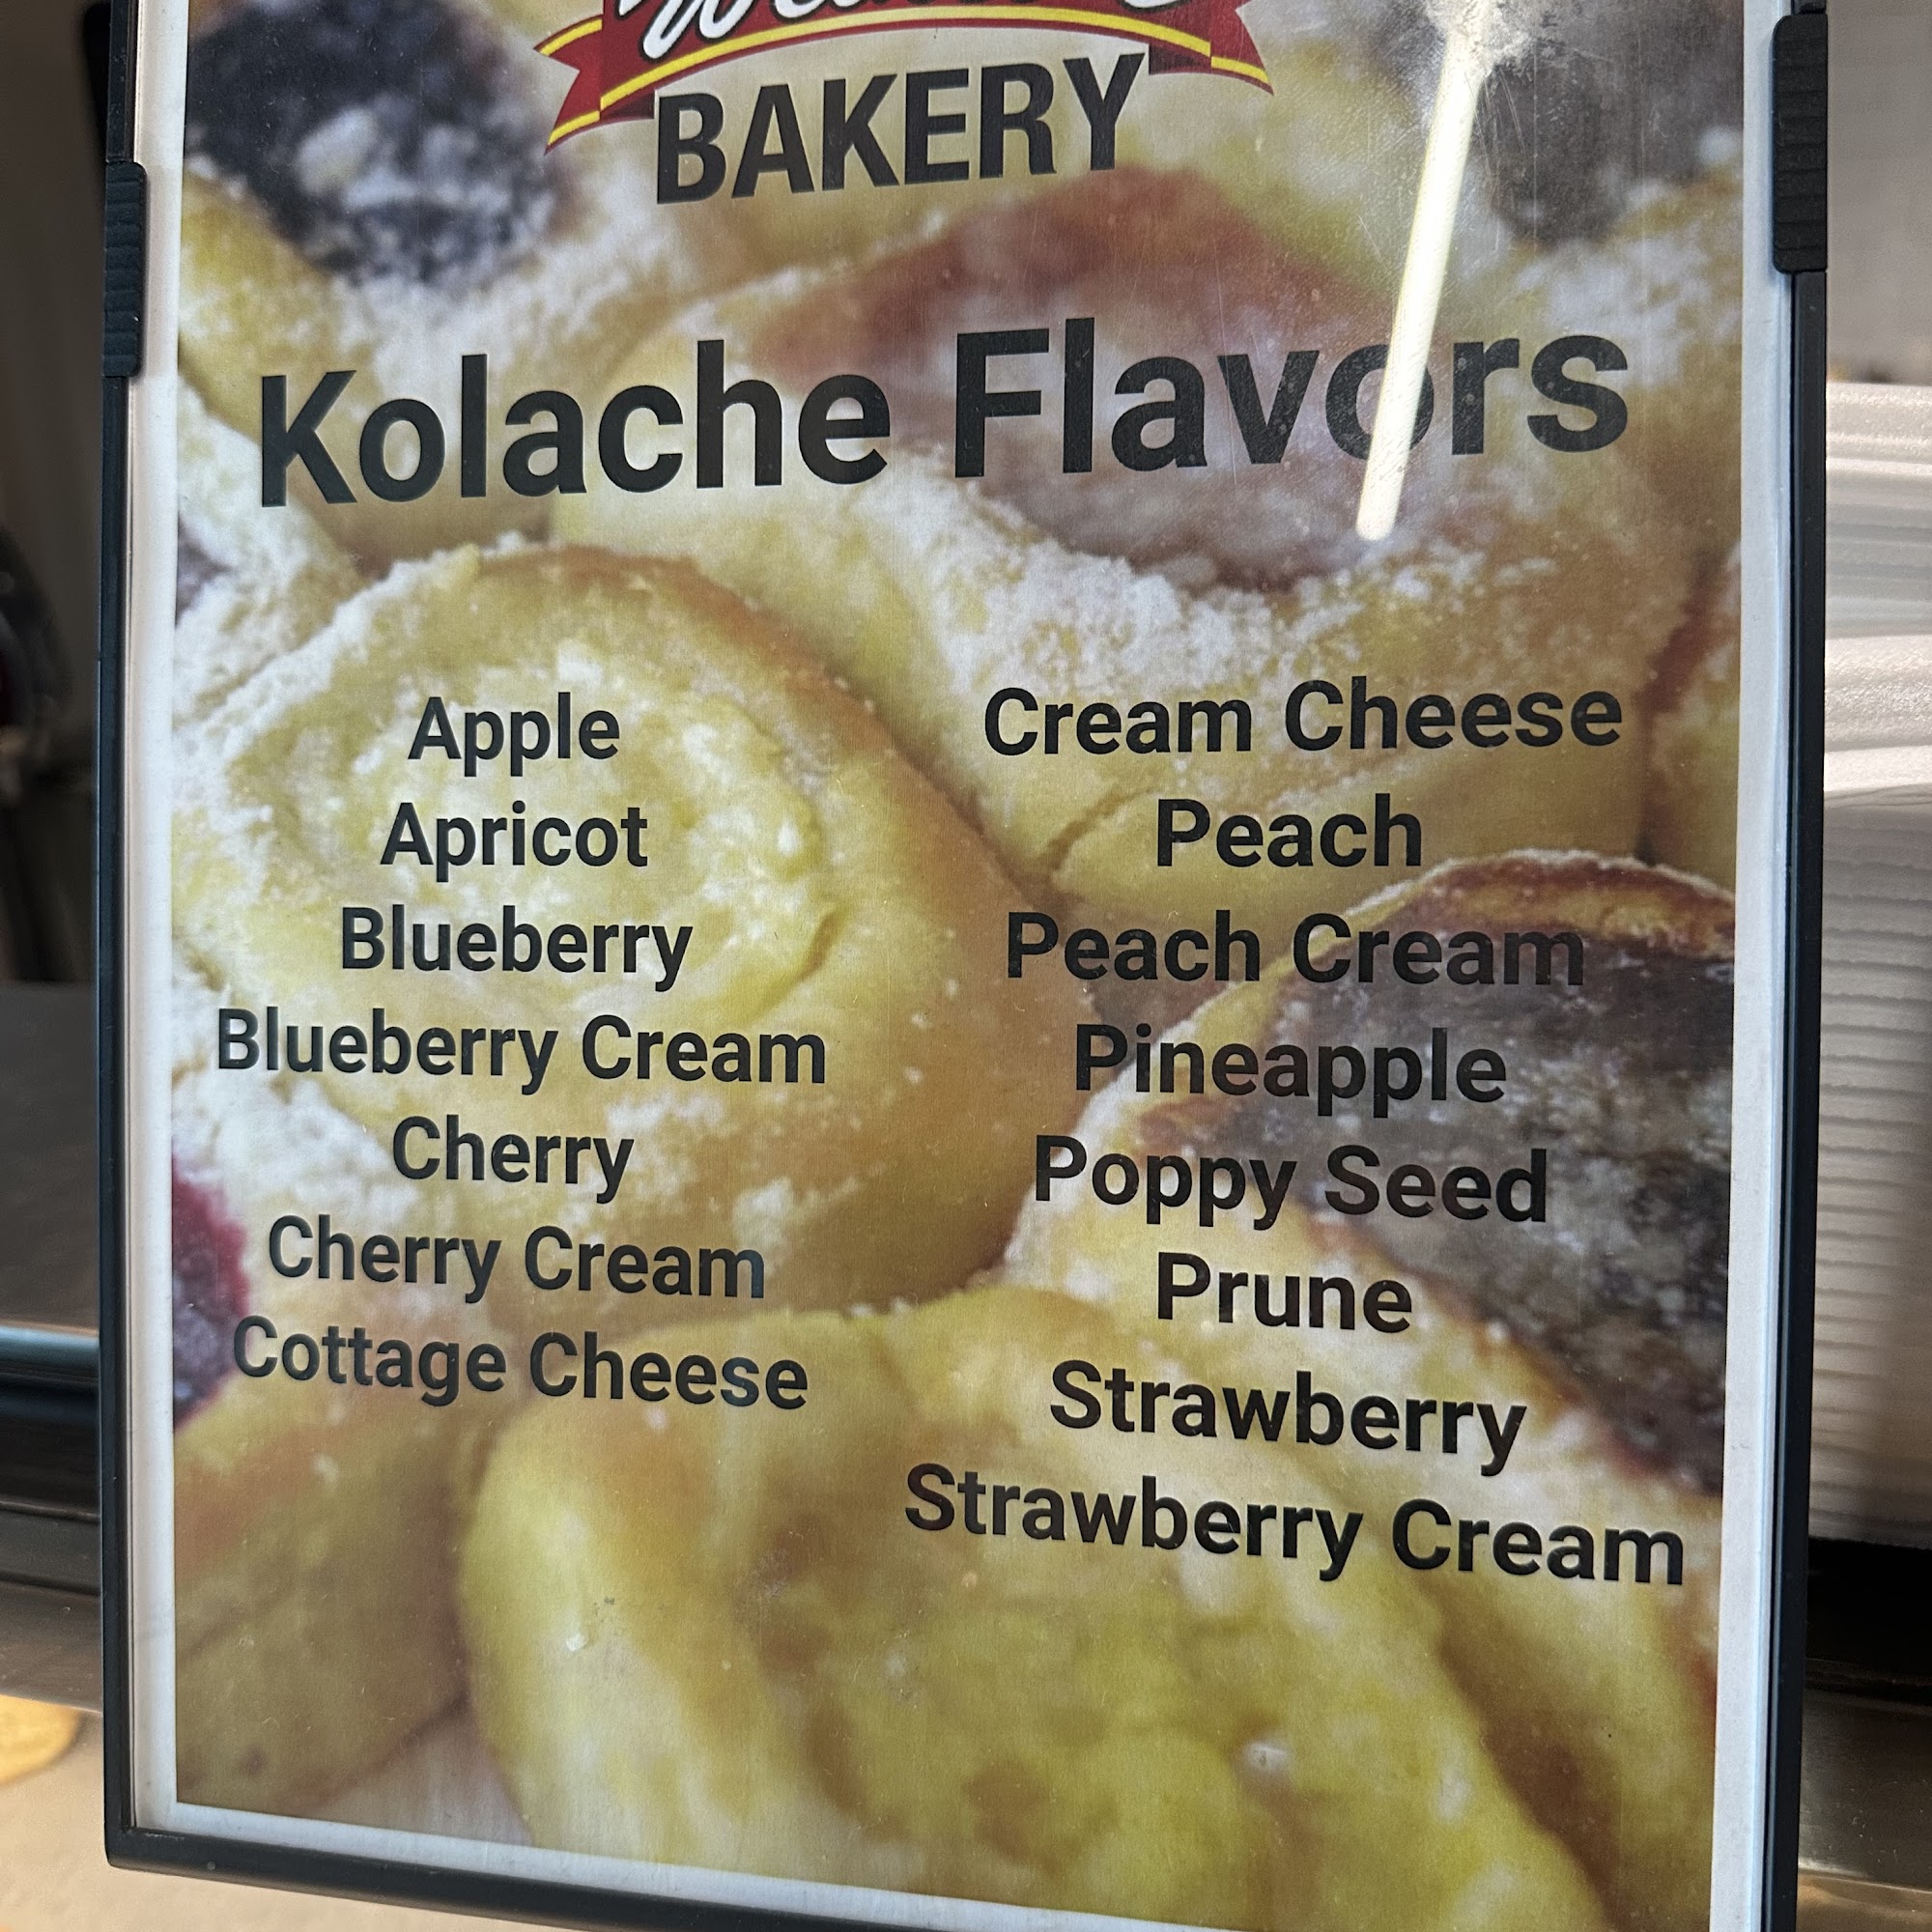 BAKERY
Kolache Flavors
Apple
Apricot
Blueberry
Blueberry Cream
Cherry
Cherry Cream
Cottage Cheese
Cream Cheese
Peach
Peach Cream
Pineapple
Poppy Seed
Prune
Strawberry
Strawberry Cream